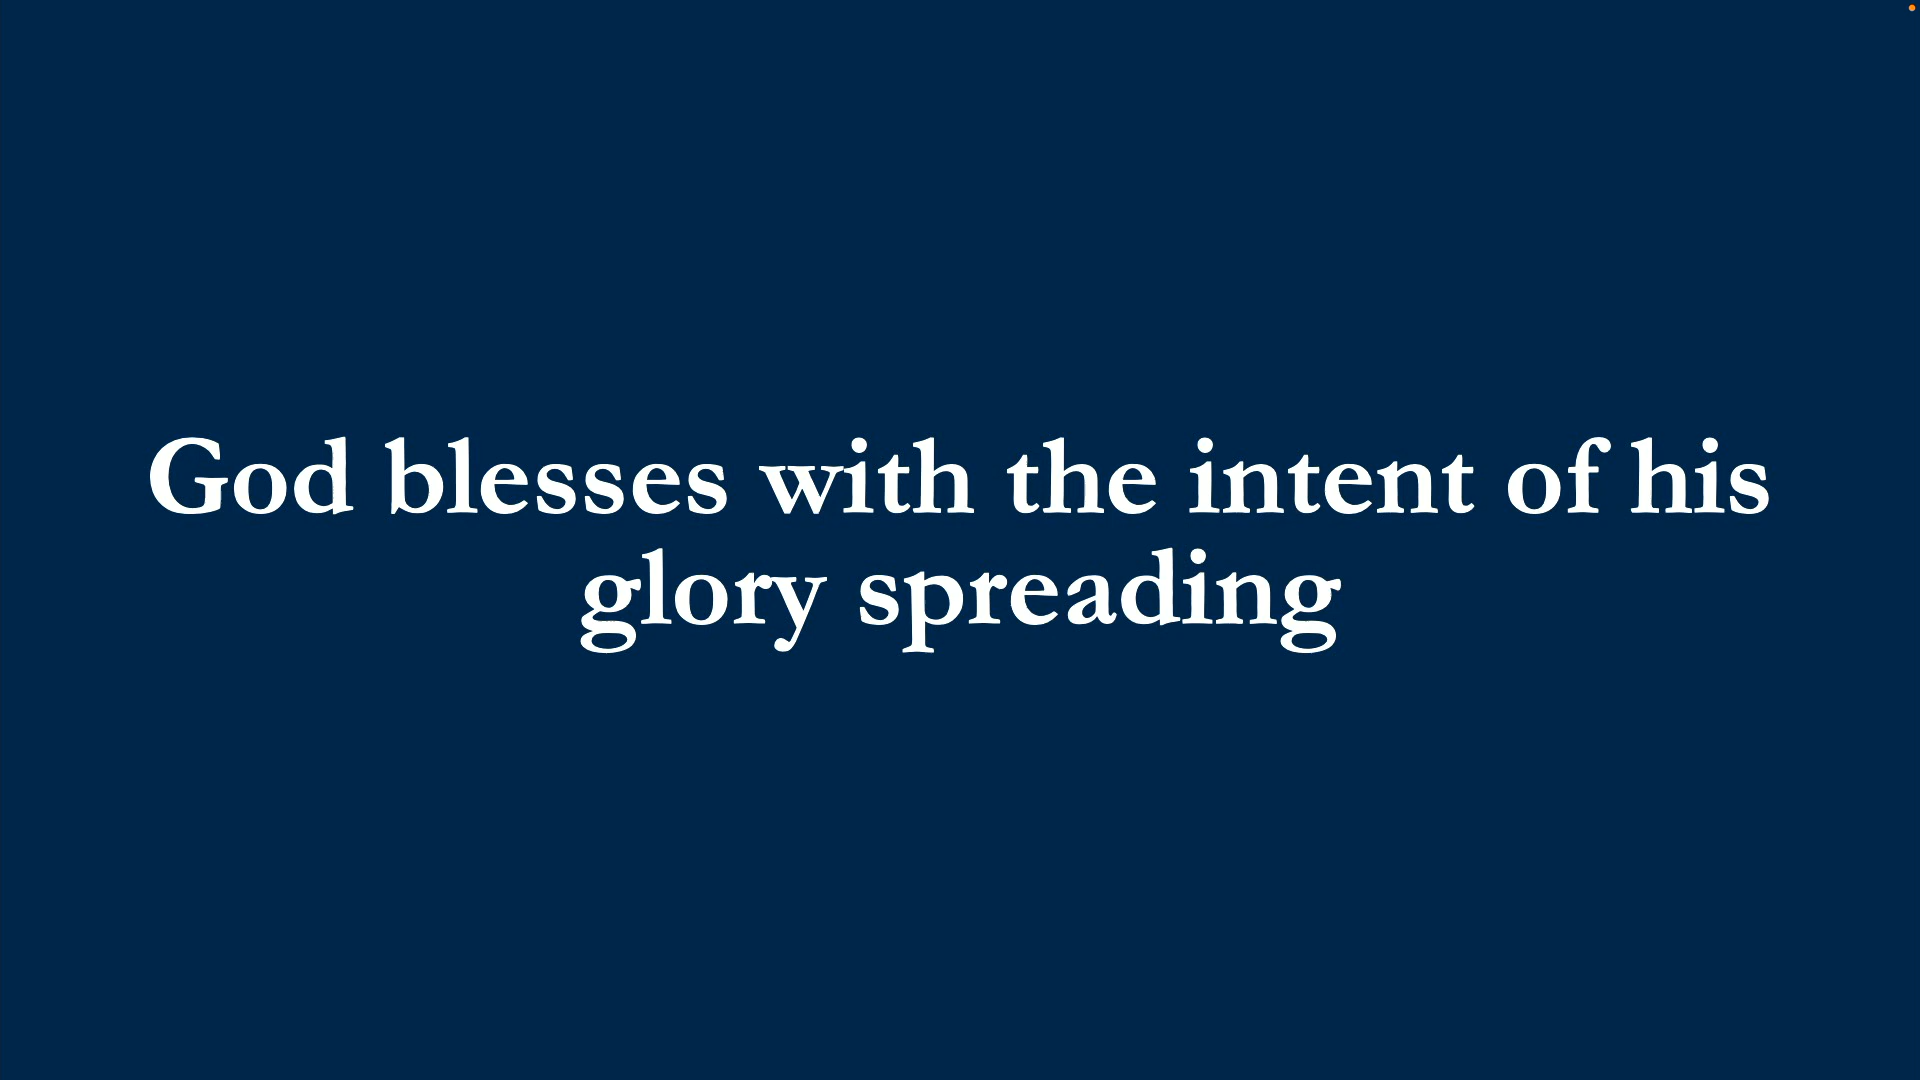 God blesses with the intent of his
glory spreading